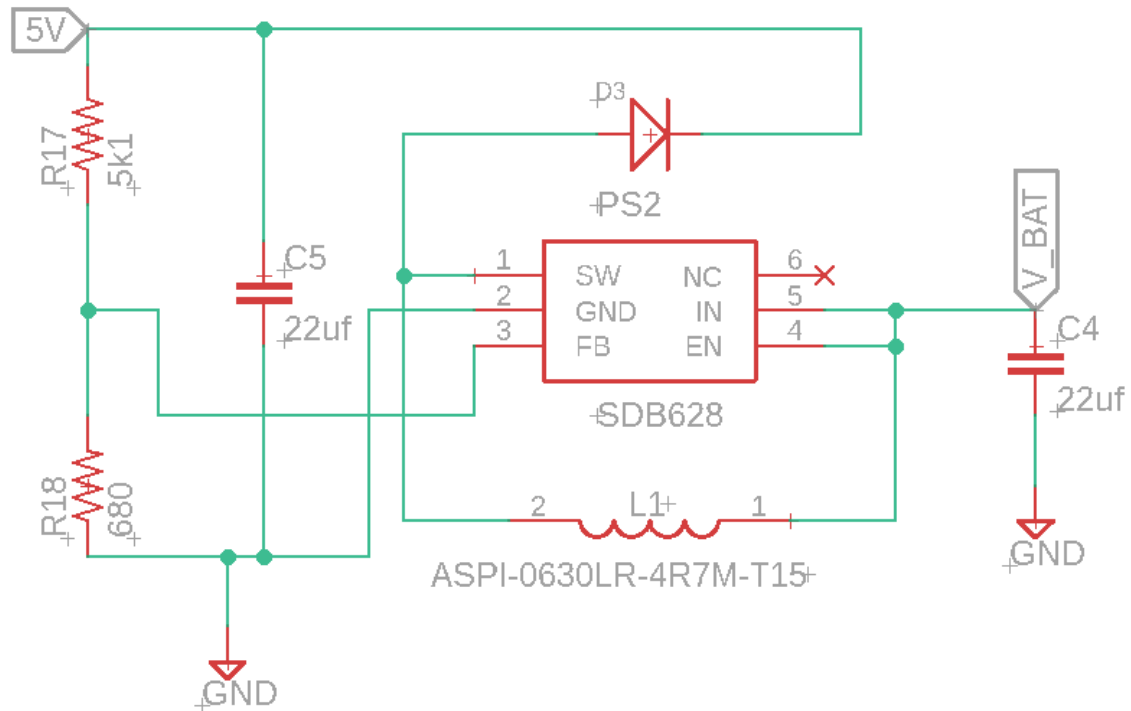 5V
D3
R17
5k1
PS2
V_BAT
C5
1
SW
NC
6
2
GND
IN
5
22uf
3
FB
EN
4
C4
SDB628
22uf
R18
680
2
L1
1
GND
ASPI-0630LR-4R7M-T15
GND